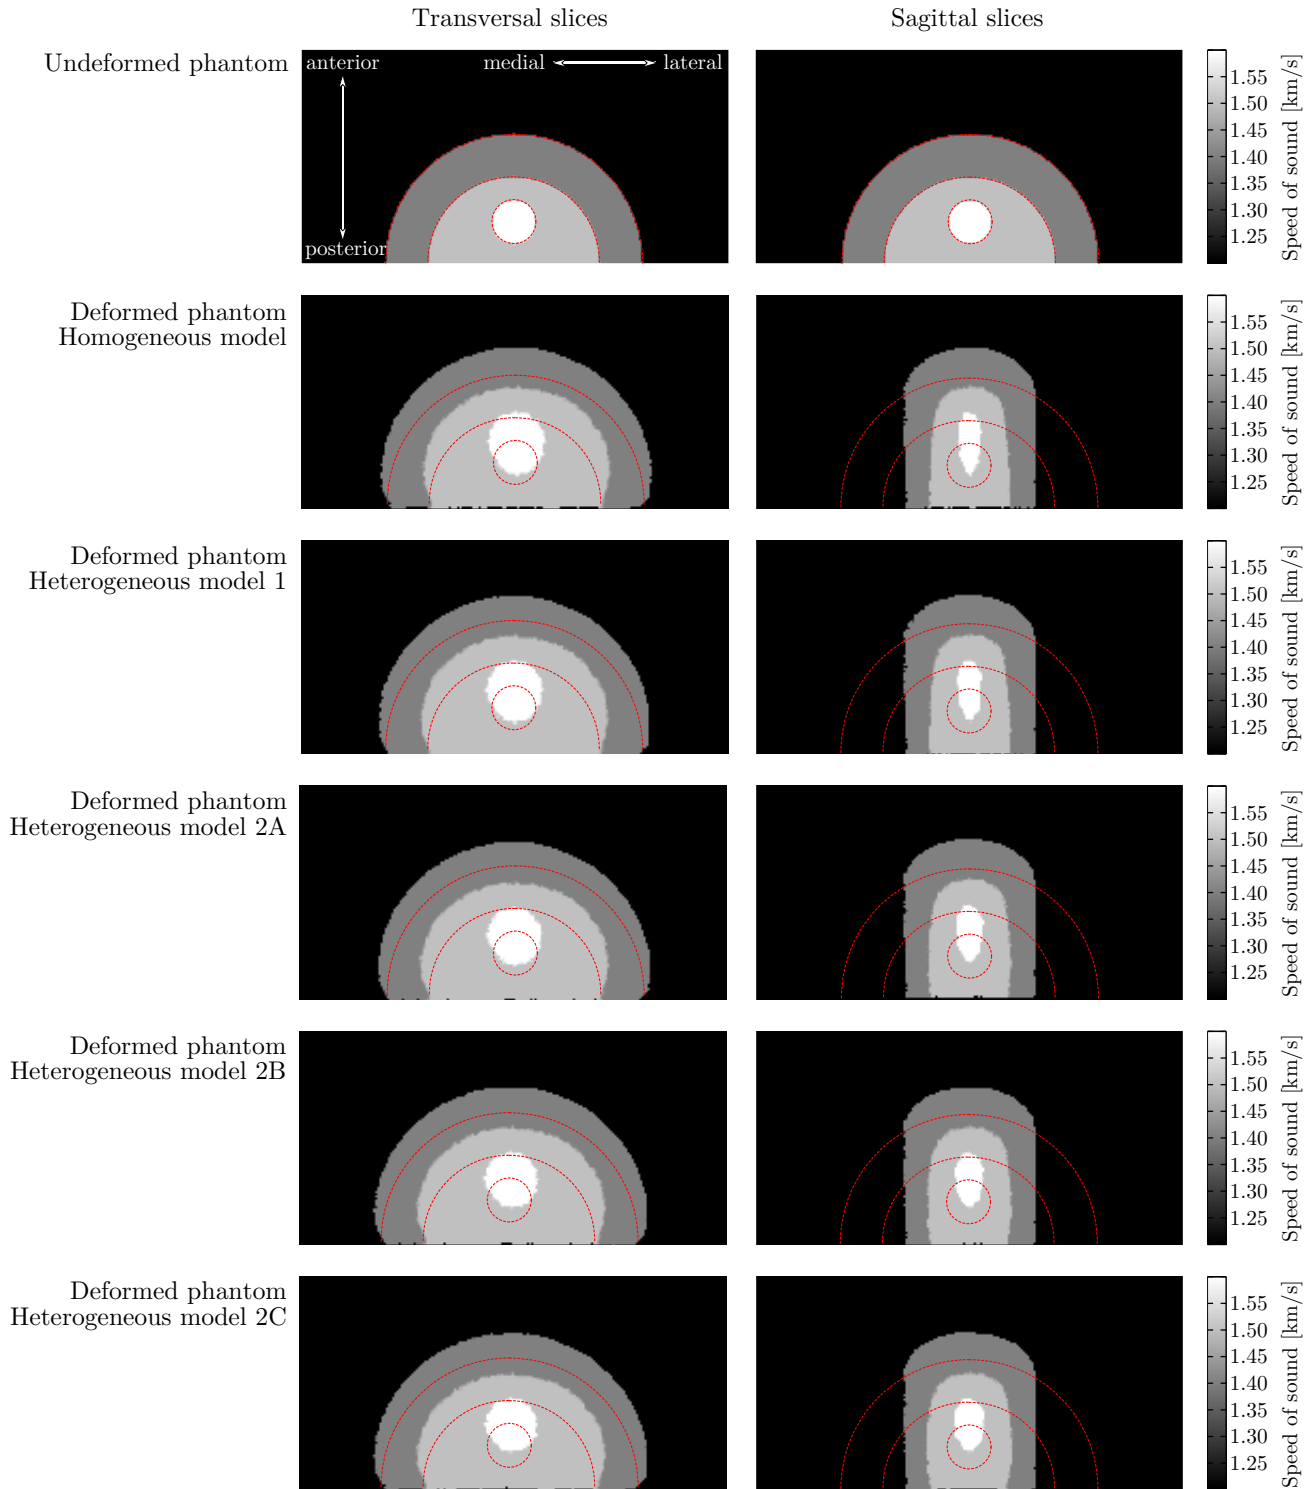 Transversal slices
Sagittal slices
Undeformed phantom
anterior
medial
lateral
posterior
1.55
1.50
1.45
1.40
1.35
1.30
1.25
Speed of sound [km/s]
Deformed phantom
Homogeneous model
1.55
1.50
1.45
1.40
1.35
1.30
1.25
Speed of sound [km/s]
Deformed phantom
Heterogeneous model 1
1.55
1.50
1.45
1.40
1.35
1.30
1.25
Speed of sound [km/s]
Deformed phantom
Heterogeneous model 2A
1.55
1.50
1.45
1.40
1.35
1.30
1.25
Speed of sound [km/s]
Deformed phantom
Heterogeneous model 2B
1.55
1.50
1.45
1.40
1.35
1.30
1.25
Speed of sound [km/s]
Deformed phantom
Heterogeneous model 2C
1.55
1.50
1.45
1.40
1.35
1.30
1.25
Speed of sound [km/s]